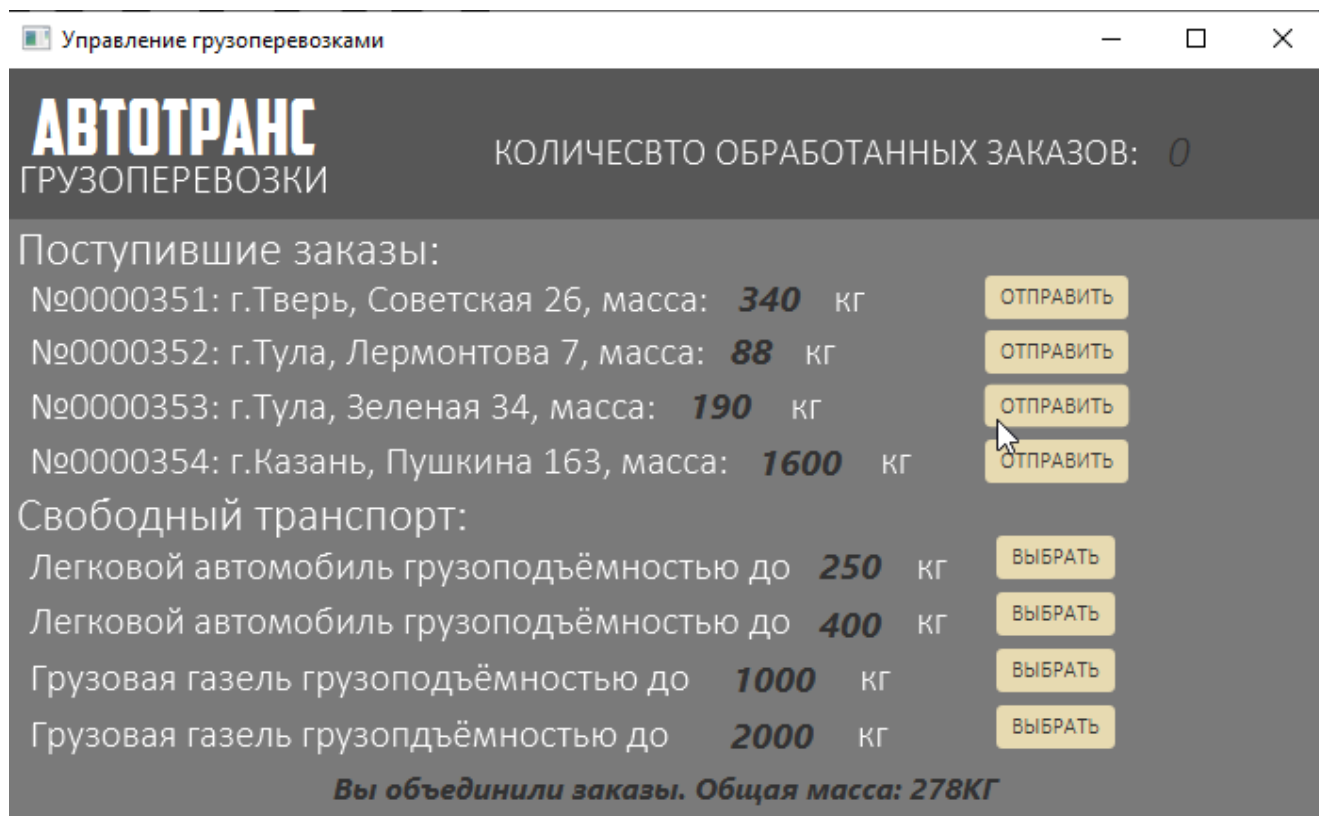 Управление грузоперевозками
АВТОТРАНС
ГРУЗОПЕРЕВОЗКИ
КОЛИЧЕСВТО ОБРАБОТАННЫХ ЗАКАЗОВ: 0
Поступившие заказы:
№0000351: г.Тверь, Советская 26, масса: 340 кг ОТПРАВИТЬ
№0000352: г.Тула, Лермонтова 7, масса: 88 кг ОТПРАВИТЬ
№0000353: г.Тула, Зеленая 34, масса: 190 кг ОТПРАВИТЬ
№0000354: г.Казань, Пушкина 163, масса: 1600 кг ОТПРАВИТЬ
Свободный транспорт:
Легковой автомобиль грузоподъёмностью до 250 кг ВЫБРАТЬ
Легковой автомобиль грузоподъёмностью до 400 кг ВЫБРАТЬ
Грузовая газель грузоподъёмностью до 1000 кг ВЫБРАТЬ
Грузовая газель грузопдъёмностью до 2000 кг ВЫБРАТЬ
Вы объединили заказы. Общая масса: 278КГ